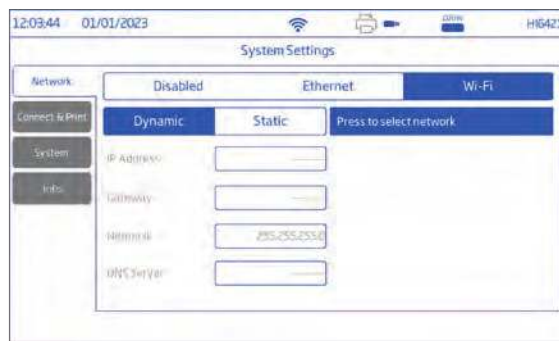 12:03:44 01/01/2023 HI642
System Settings
Network Disabled Ethernet Wi-Fi
Connect & Print Dynamic Static Press to select network
System IP Address
Info Gateway
Netmask 255.255.255.0
DNS Server